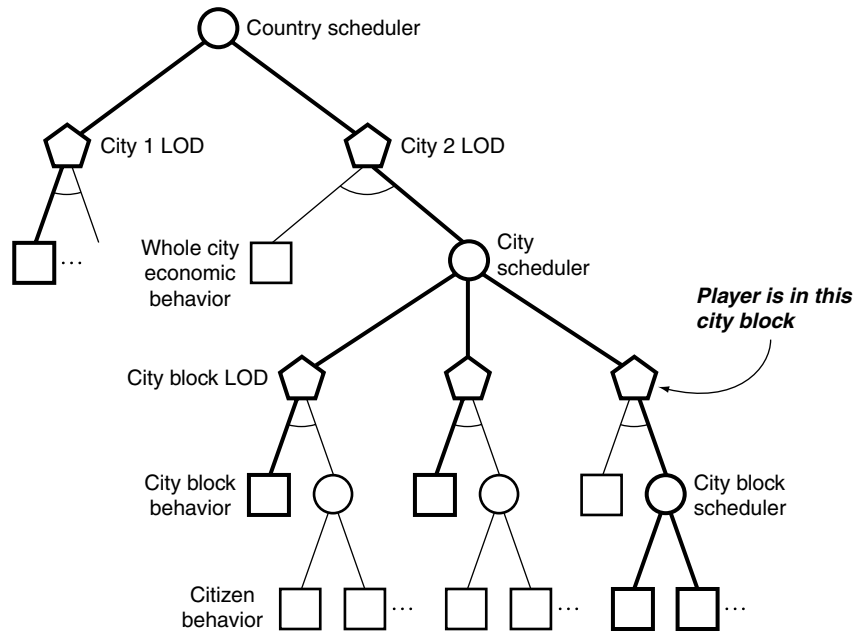 Country scheduler
City 1 LOD
City 2 LOD
...
Whole city
economic
behavior
City
scheduler
Player is in this
city block
City block LOD
City block
behavior
City block
scheduler
Citizen
behavior
...
...
...